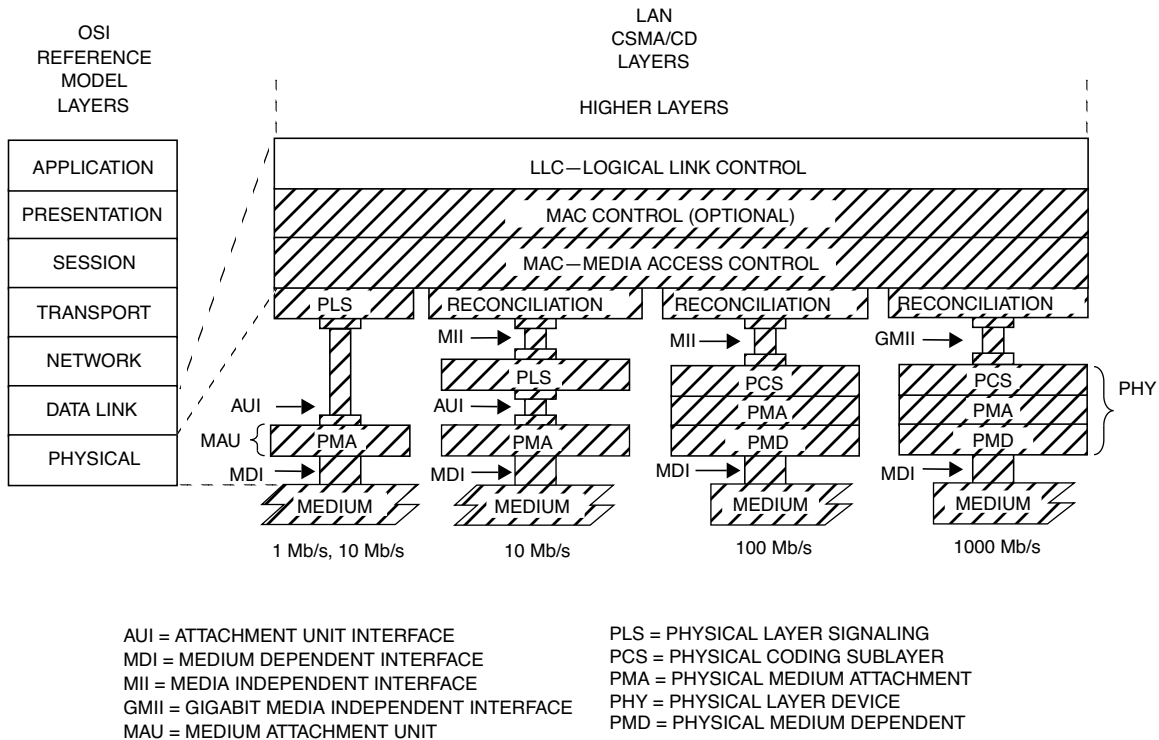 OSI
REFERENCE
MODEL
LAYERS
LAN
CSMA/CD
LAYERS
HIGHER LAYERS
APPLICATION
PRESENTATION
SESSION
TRANSPORT
NETWORK
DATA LINK
PHYSICAL
LLC—LOGICAL LINK CONTROL
MAC CONTROL (OPTIONAL)
MAC—MEDIA ACCESS CONTROL
PLS
RECONCILIATION
RECONCILIATION
RECONCILIATION
MII
MII
GMII
PLS
PCS
PCS
PHY
AUI
AUI
PMA
PMA
MAU
PMA
PMA
PMD
PMD
MDI
MDI
MDI
MDI
MEDIUM
MEDIUM
MEDIUM
MEDIUM
1 Mb/s, 10 Mb/s
10 Mb/s
100 Mb/s
1000 Mb/s
AUI = ATTACHMENT UNIT INTERFACE
MDI = MEDIUM DEPENDENT INTERFACE
MII = MEDIA INDEPENDENT INTERFACE
GMII = GIGABIT MEDIA INDEPENDENT INTERFACE
MAU = MEDIUM ATTACHMENT UNIT
PLS = PHYSICAL LAYER SIGNALING
PCS = PHYSICAL CODING SUBLAYER
PMA = PHYSICAL MEDIUM ATTACHMENT
PHY = PHYSICAL LAYER DEVICE
PMD = PHYSICAL MEDIUM DEPENDENT